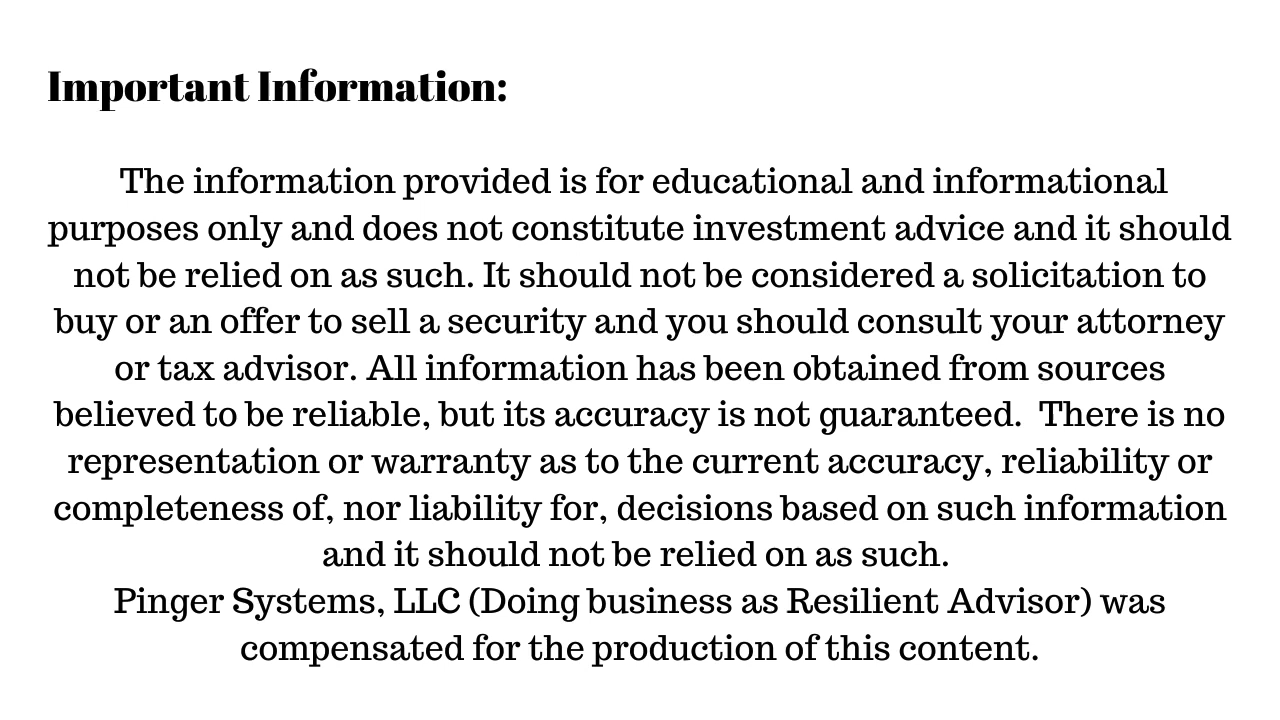 Important Information:
The information provided is for educational and informational
purposes only and does not constitute investment advice and it should
not be relied on as such. It should not be considered a solicitation to
buy or an offer to sell a security and you should consult your attorney
or tax advisor. All information has been obtained from sources
believed to be reliable, but its accuracy is not guaranteed.  There is no
representation or warranty as to the current accuracy, reliability or
completeness of, nor liability for, decisions based on such information
and it should not be relied on as such.
Pinger Systems, LLC (Doing business as Resilient Advisor) was
compensated for the production of this content.